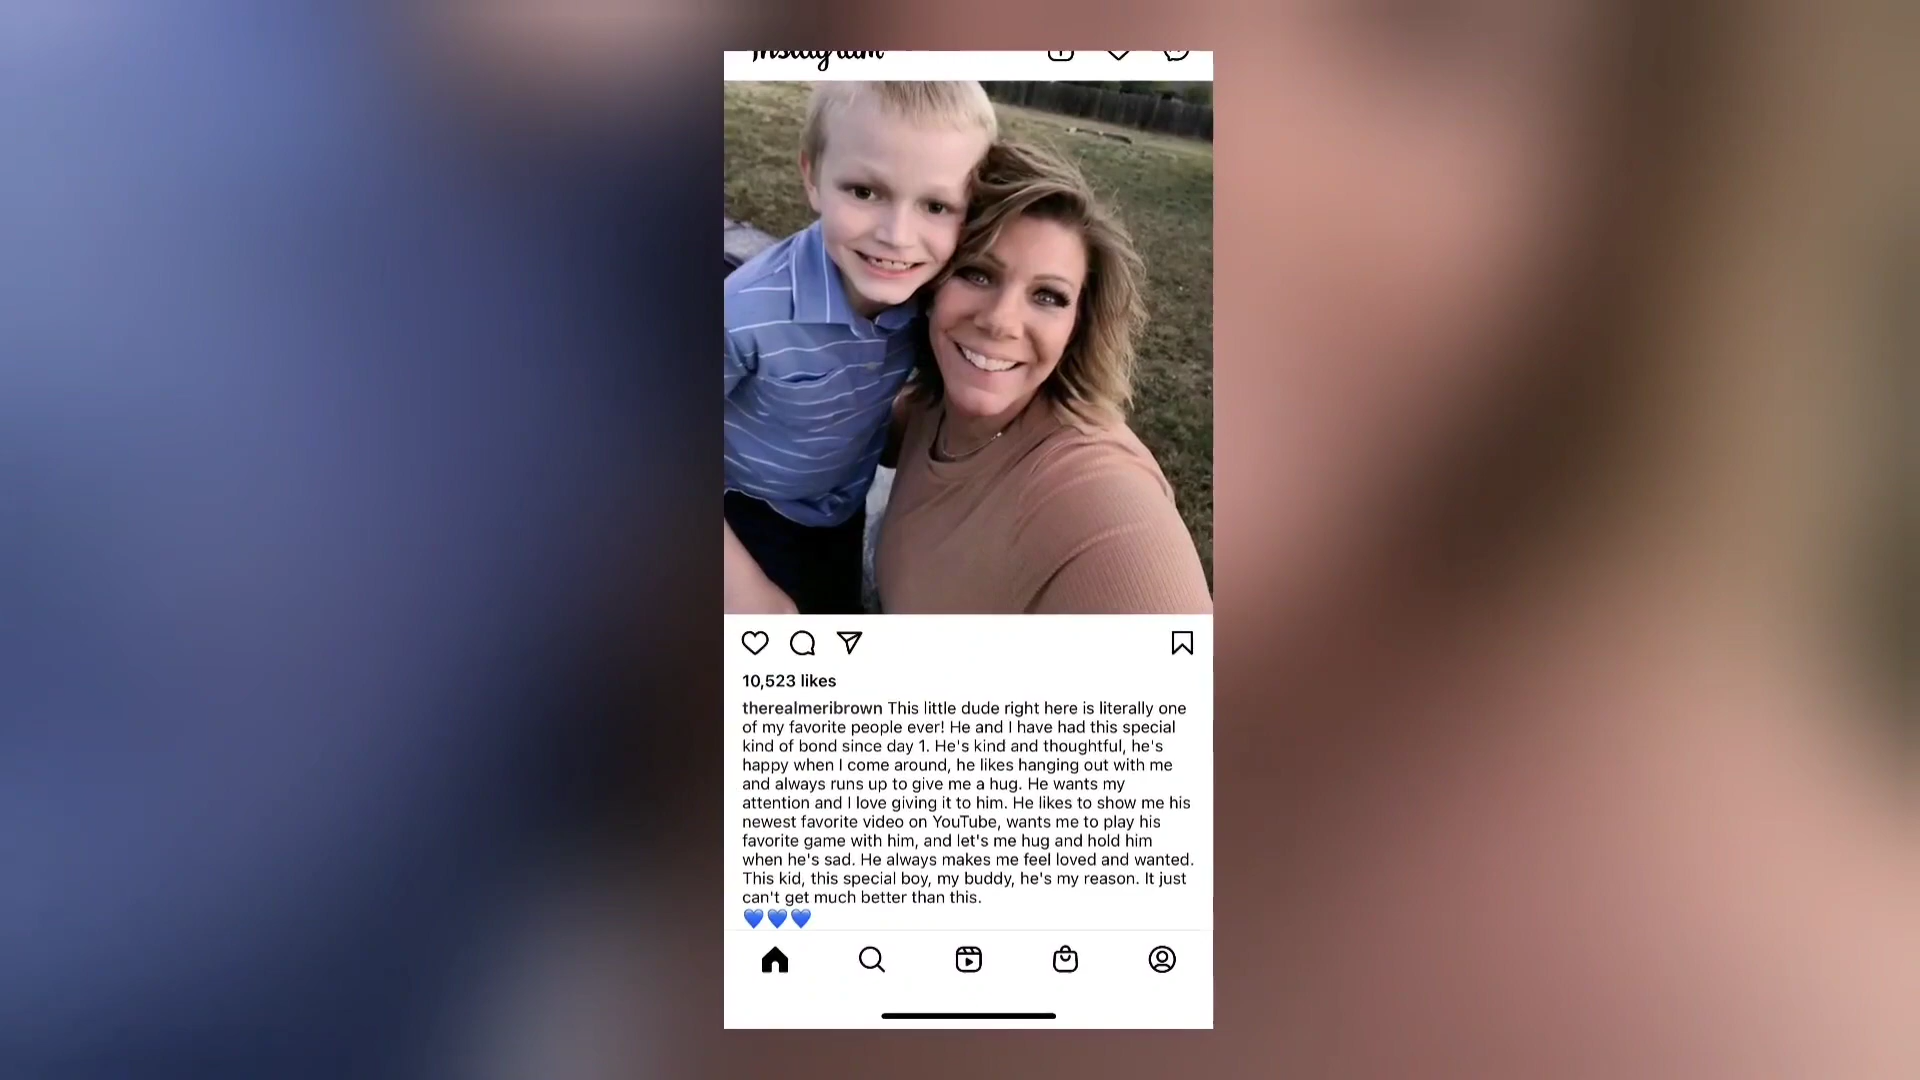 Instagram
10,523 likes
therealmeribrown This little dude right here is literally one
of my favorite people ever! He and I have had this special
kind of bond since day 1. He's kind and thoughtful, he's
happy when I come around, he likes hanging out with me
and always runs up to give me a hug. He wants my
attention and I love giving it to him. He likes to show me his
newest favorite video on YouTube, wants me to play his
favorite game with him, and let's me hug and hold him
when he's sad. He always makes me feel loved and wanted.
This kid, this special boy, my buddy, he's my reason. It just
can't get much better than this.
💙💙💙